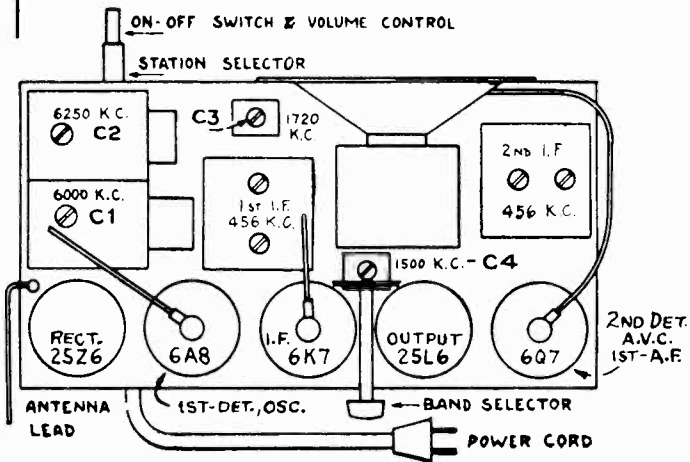 ON-OFF SWITCH & VOLUME CONTROL
STATION SELECTOR
6250 K.C.
C2
C3
1720
K.C.
2ND I.F
456 K.C.
1ST I.F.
456 K.C.
6000 K.C.
C1
1500 K.C.-C4
RECT.
25Z6
6A8
I.F.
6K7
OUTPUT
25L6
6Q7
2ND DET.
A.V.C.
1ST-A.F.
ANTENNA
LEAD
1ST-DET., OSC.
BAND SELECTOR
POWER CORD